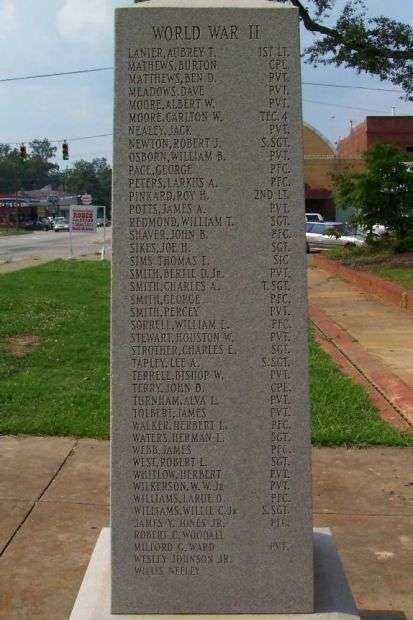 WORLD WAR II
LANIER, AUBREY T. 1ST LT.
MATHEWS, BURTON CPL.
MATTHEWS, BEN D. PVT.
MEADOWS, DAVE PVT.
MOORE, ALBERT W. PVT.
MOORE, CARLTON W. TEC. 4
NEALEY, JACK PVT.
NEWTON, ROBERT J. S. SGT.
OSBORN, WILLIAM B. PVT.
PACE, GEORGE PFC.
PETERS, LARKUS A. PFC.
PINKARD, ROY H. 2ND LT.
POTTS, JAMES A. PVT.
REDMOND, WILLIAM T. SGT.
SHAVER, JOHN B. PFC.
SIKES, JOE H. SGT.
SIMS THOMAS L. SIC
SMITH, BERTIE D. JR. PVT.
SMITH, CHARLES A. T. SGT.
SMITH, GEORGE PFC.
SMITH, PERCEY PVT.
SORRELL, WILLIAM E. PFC.
STEWART, HOUSTON W. PVT.
STROTHER, CHARLES E. SGT.
TAPLEY, LEE A. S. SGT.
TERRELL, BISHOP W. PVT.
TERRY, JOHN B. CPL.
TURNHAM, ALVA L. PVT.
TOLBERT, JAMES PVT.
WALKER, HERBERT L. PFC.
WATERS, HERMAN L. SGT.
WEBB, JAMES PFC.
WEST, ROBERT L. SGT.
WHITLOW, HERBERT PVT.
WILKERSON, W. W. JR. PVT.
WILLIAMS, LARUE O. PFC.
WILLIAMS, WILLIE C. JR. S. SGT.
JAMES Y. JONES JR. PFC.
ROBERT C. WOODALL
MILFORD G. WARD PVT.
WESLEY JOHNSON JR.
WILLIS NEELEY